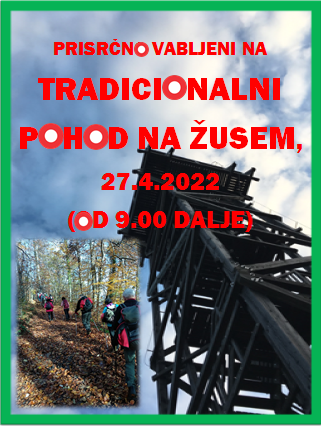 PRISRČNO VABLJENI NA
TRADICIONALNI
POHOD NA ŽUSEM,
27.4.2022
(OD 9.00 DALJE)